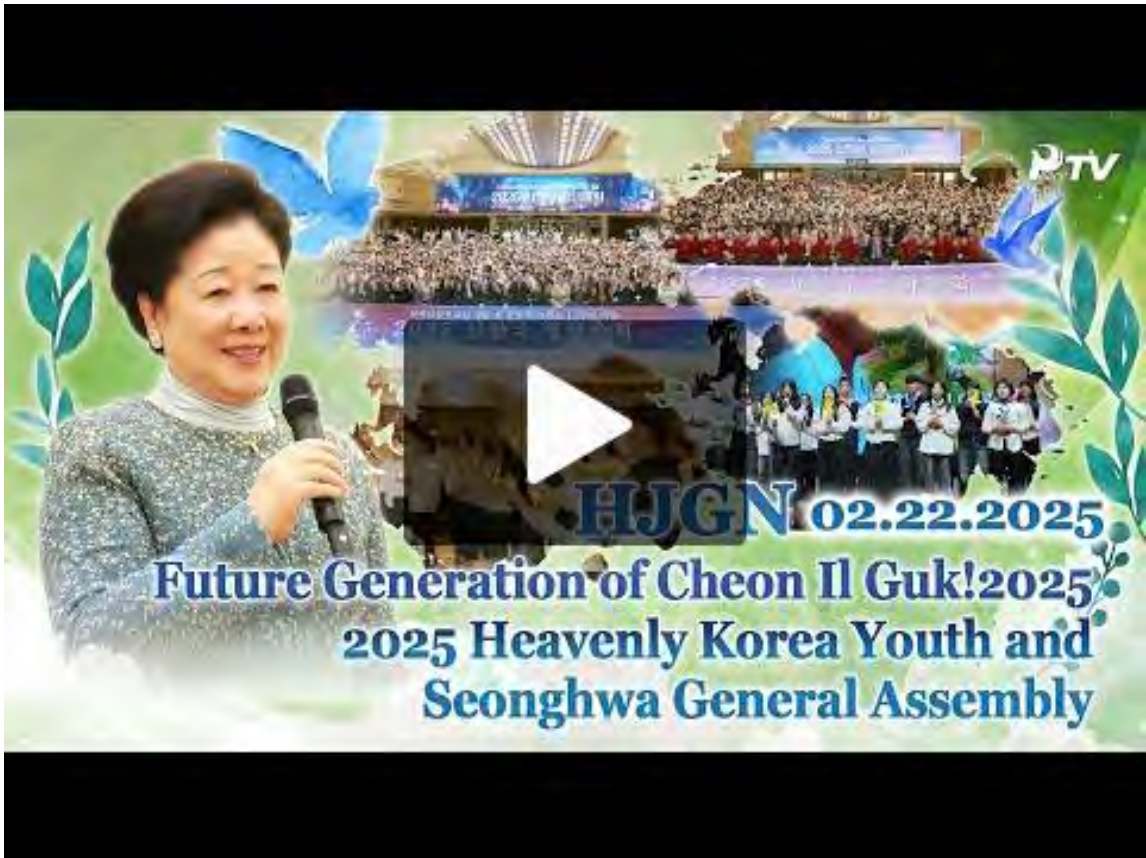 PTV
HJGN 02.22.2025
Future Generation of Cheon Il Guk!2025
2025 Heavenly Korea Youth and
Seonghwa General Assembly